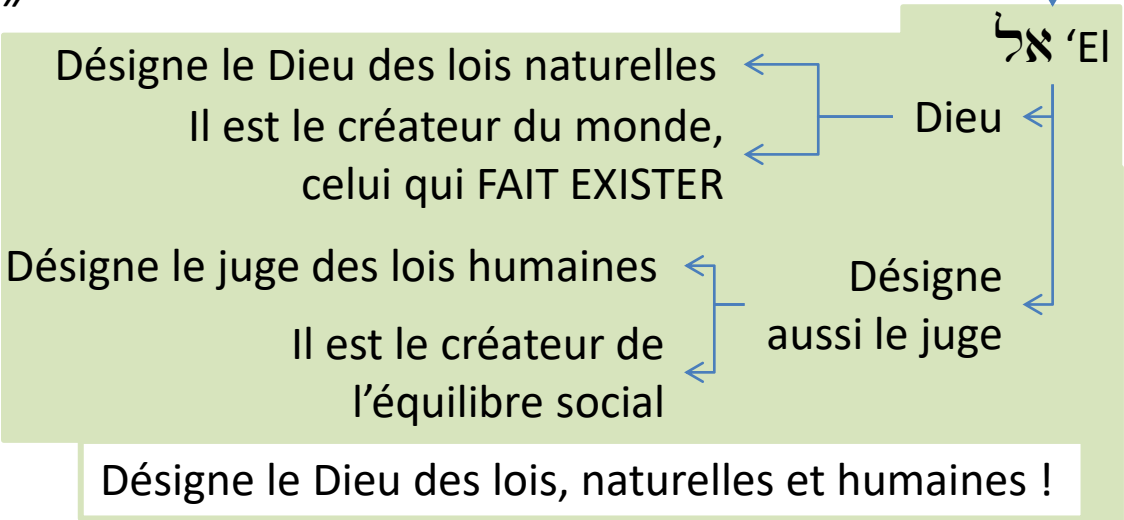 »
אל ‘El
Dieu
Désigne le Dieu des lois naturelles
Il est le créateur du monde,
celui qui FAIT EXISTER
Désigne
aussi le juge
Désigne le juge des lois humaines
Il est le créateur de
l’équilibre social
Désigne le Dieu des lois, naturelles et humaines !